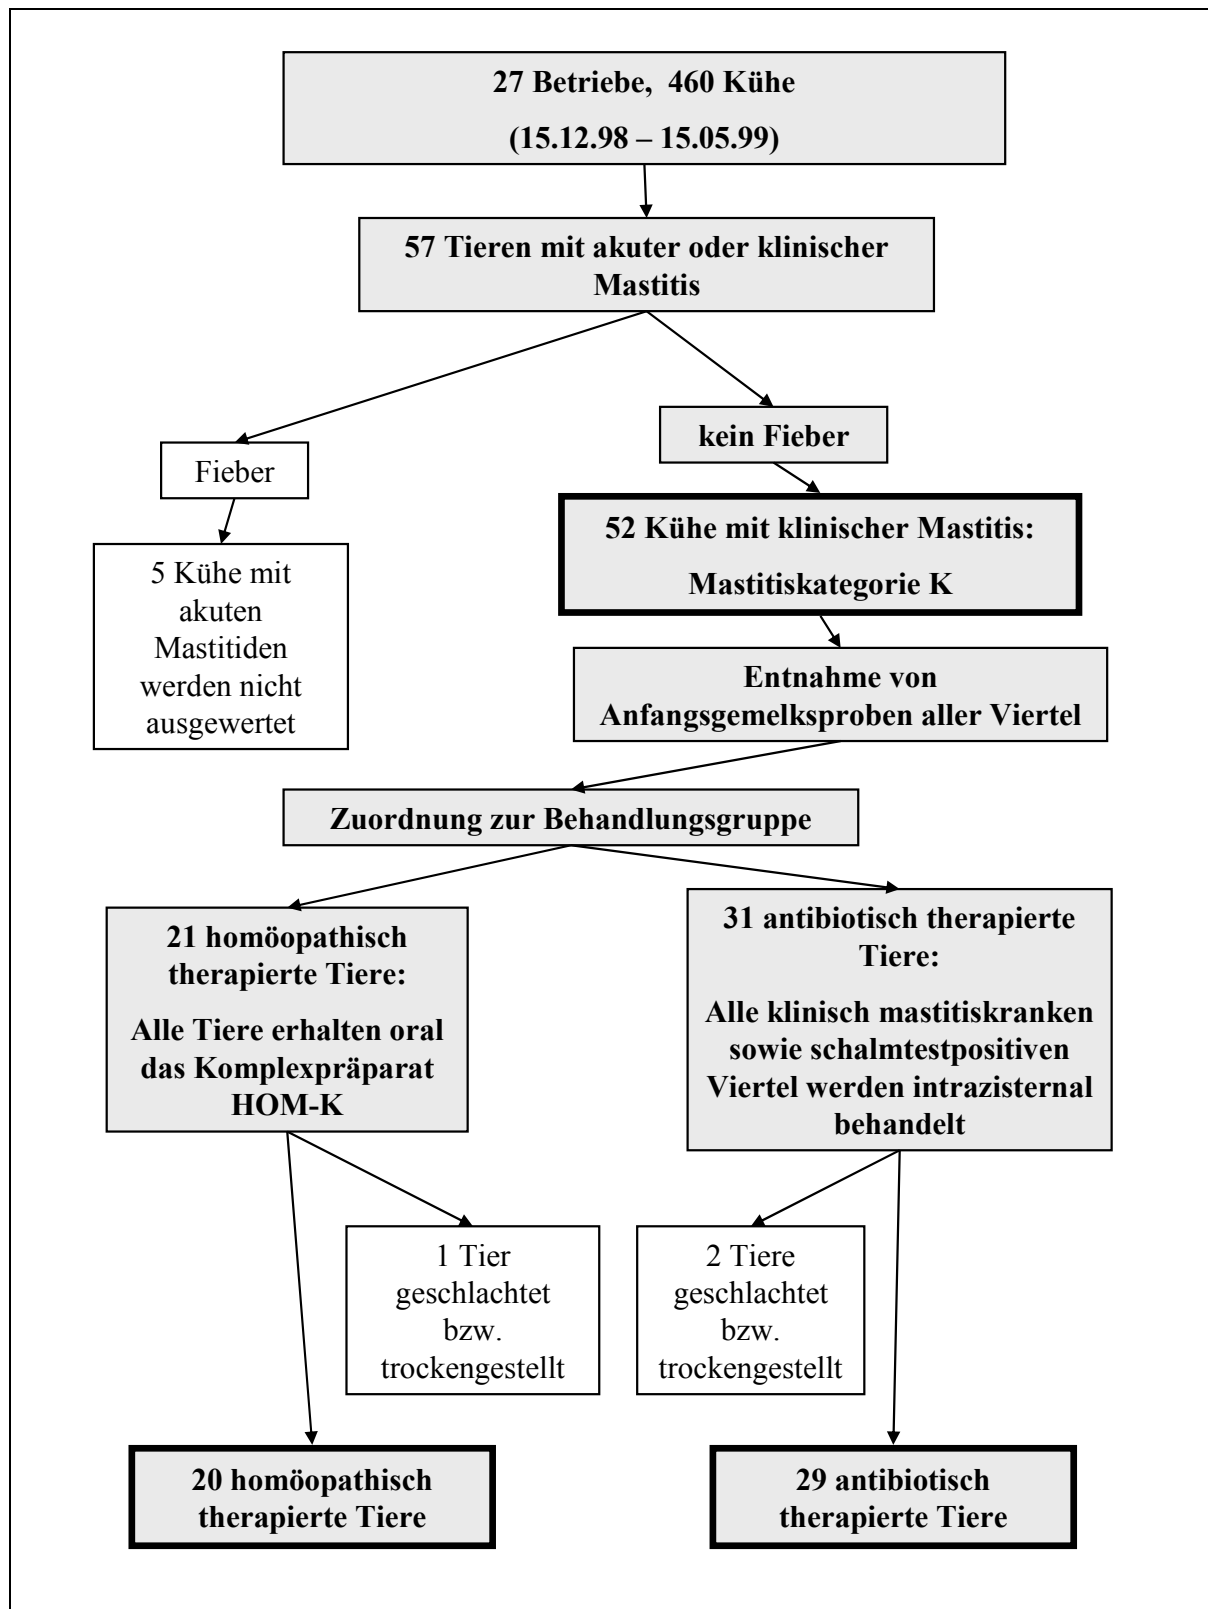 27 Betriebe, 460 Kühe
(15.12.98 – 15.05.99)
57 Tieren mit akuter oder klinischer
Mastitis
Fieber
kein Fieber
5 Kühe mit
akuten
Mastitiden
werden nicht
ausgewertet
52 Kühe mit klinischer Mastitis:
Mastitiskategorie K
Entnahme von
Anfangsgemelksproben aller Viertel
Zuordnung zur Behandlungsgruppe
21 homöopathisch
therapierte Tiere:
Alle Tiere erhalten oral
das Komplexpräparat
HOM-K
31 antibiotisch therapierte
Tiere:
Alle klinisch mastitiskranken
sowie schalmtestpositiven
Viertel werden intrazisternal
behandelt
1 Tier
geschlachtet
bzw.
trockengestellt
2 Tiere
geschlachtet
bzw.
trockengestellt
20 homöopathisch
therapierte Tiere
29 antibiotisch
therapierte Tiere